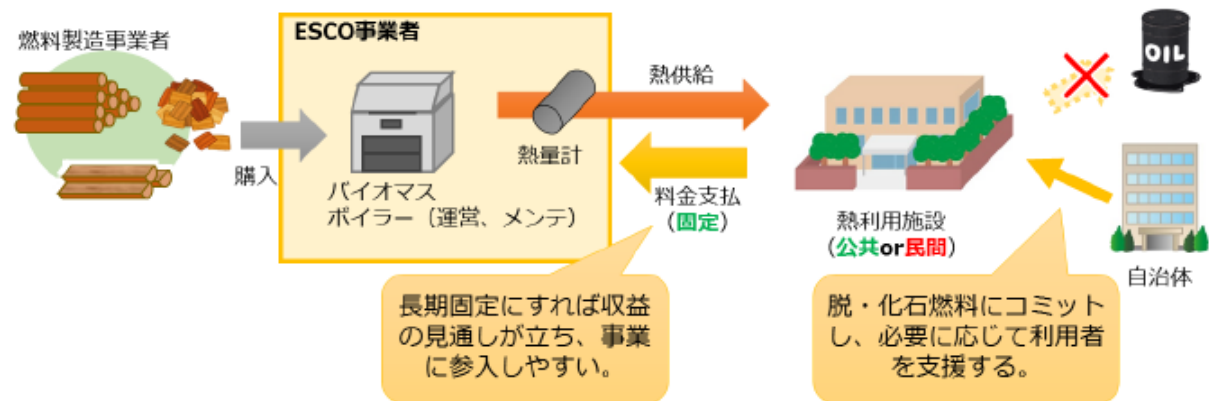 燃料製造事業者
購入
ESCO事業者
バイオマス
ボイラー（運営、メンテ）
熱量計
熱供給
料金支払
(固定)
長期固定にすれば収益
の見通しが立ち、事業
に参入しやすい。
熱利用施設
(公共or民間)
OIL
自治体
脱・化石燃料にコミット
し、必要に応じて利用者
を支援する。